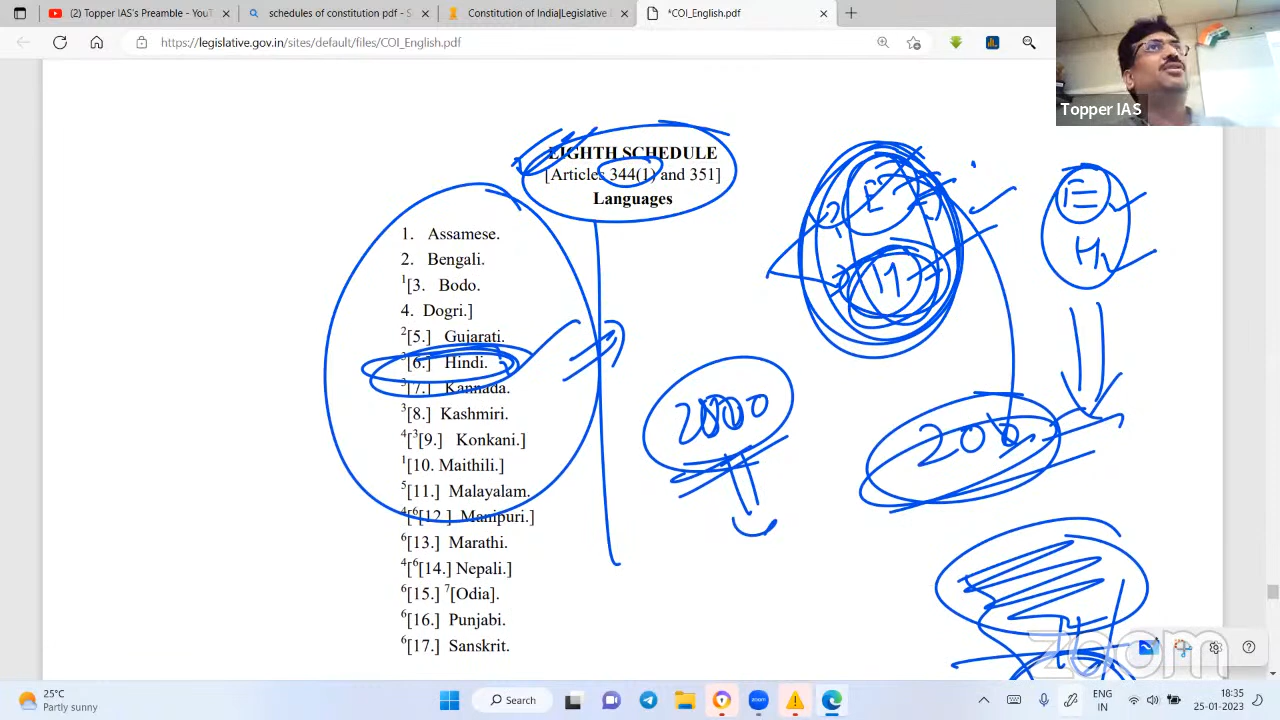 (2) Topper IAS's Preamble - YouT
schedules of constitution pdf - S
Constitution of India|Legislative
*COI_English.pdf
https://legislative.gov.in/sites/default/files/COI_English.pdf
Topper IAS
EIGHTH SCHEDULE
[Articles 344(1) and 351]
Languages
1. Assamese.
2. Bengali.
1[3. Bodo.
4. Dogri.]
2[5.] Gujarati.
3[6.] Hindi.
3[7.] Kannada.
3[8.] Kashmiri.
4[3[9.] Konkani.]
1[10. Maithili.]
5[11.] Malayalam.
4[6[12.] Manipuri.]
6[13.] Marathi.
4[6[14.] Nepali.]
6[15.] 7[Odia].
6[16.] Punjabi.
6[17.] Sanskrit.
E
H
H
200
zoom
25°C
Partly sunny
Search
ENG
IN
18:35
25-01-2023